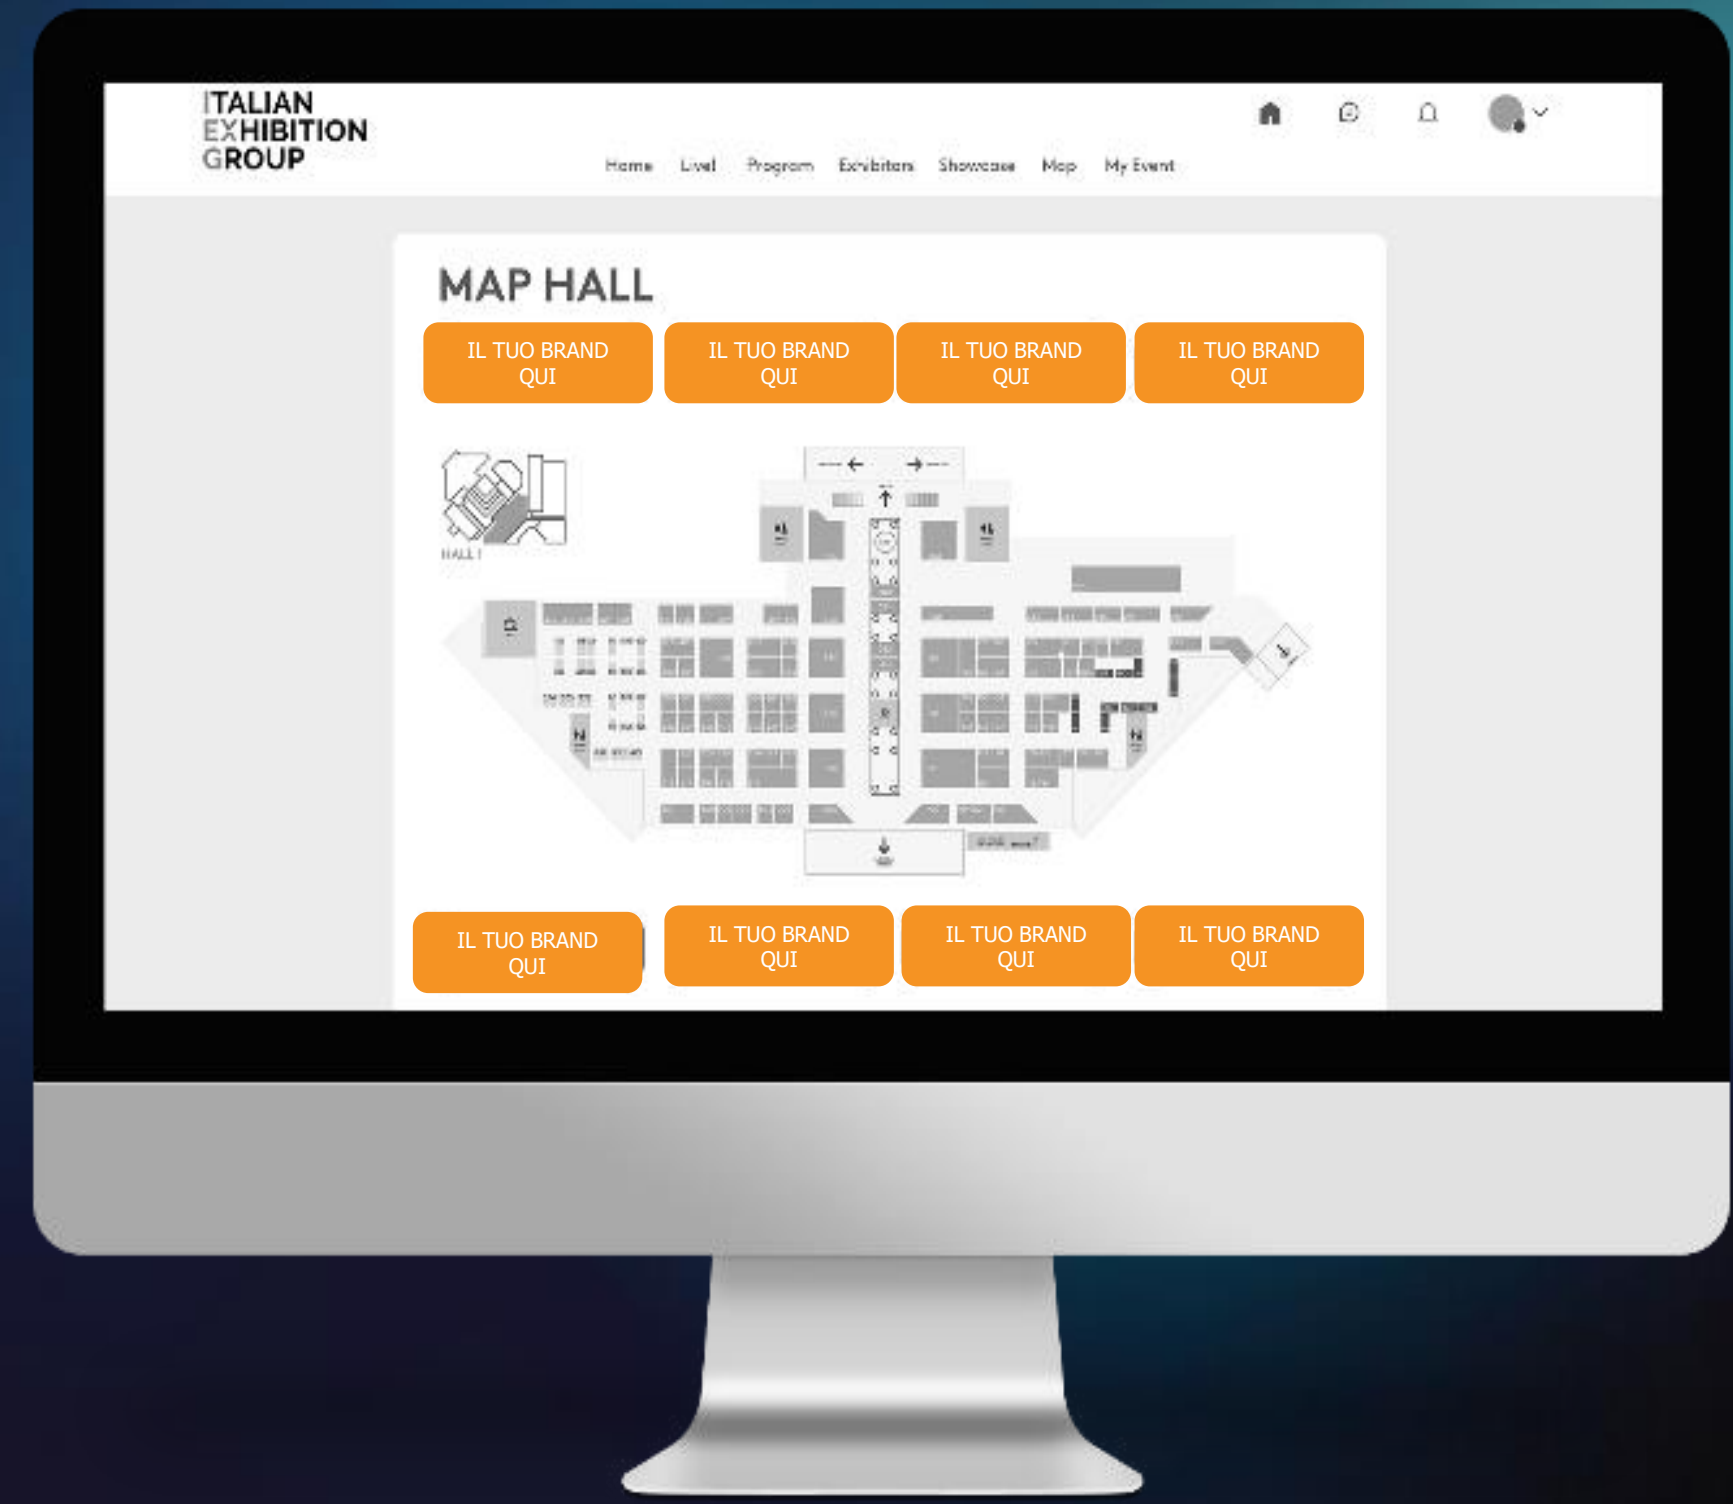 ITALIAN
EXHIBITION
GROUP
Home Live! Program Exhibitors Showcase Map My Event
MAP HALL
IL TUO BRAND
QUI
IL TUO BRAND
QUI
IL TUO BRAND
QUI
IL TUO BRAND
QUI
HALL 1
IL TUO BRAND
QUI
IL TUO BRAND
QUI
IL TUO BRAND
QUI
IL TUO BRAND
QUI